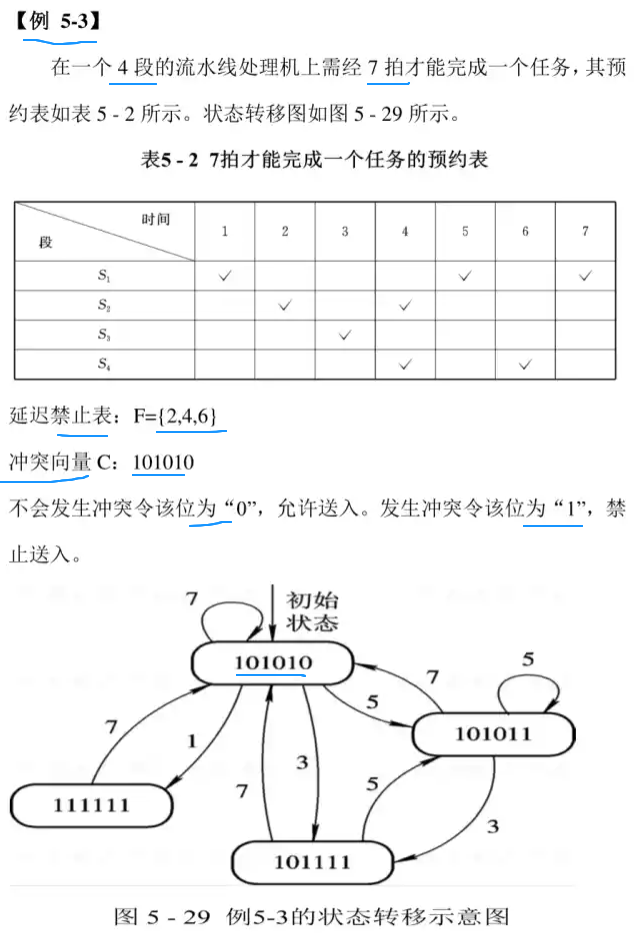 【例 5-3】
在一个 4 段的流水线处理机上需经 7 拍才能完成一个任务，其预
约表如表 5 - 2 所示。状态转移图如图 5 - 29 所示。
表5 - 2 7拍才能完成一个任务的预约表
时间
段
1 2 3 4 5 6 7
S₁ ✓ ✓ ✓
S₂ ✓ ✓
S₃ ✓
S₄ ✓ ✓
延迟禁止表：F={2,4,6}
冲突向量 C：101010
不会发生冲突令该位为“0”，允许送入。发生冲突令该位为“1”，禁
止送入。
7
初始
状态
101010
5
7
5
101011
7
1
3
7
5
3
111111
101111
图 5 - 29 例5-3的状态转移示意图